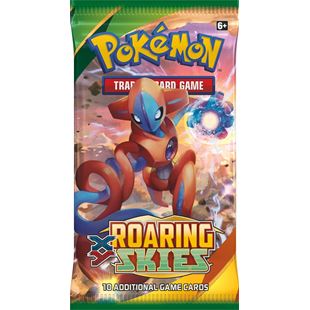 6+
POKéMON
TRADING CARD GAME
XY
ROARING
SKIES
10 ADDITIONAL GAME CARDS